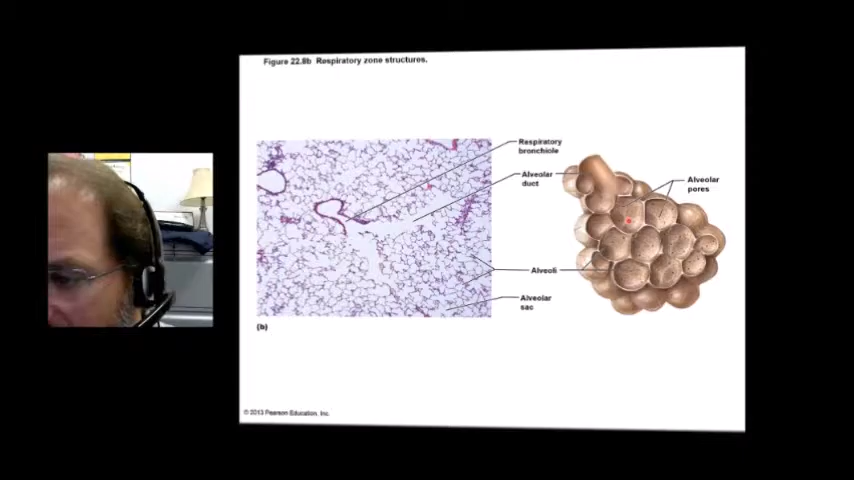 Figure 22.8b Respiratory zone structures.
Respiratory
bronchiole
Alveolar
duct
Alveolar
pores
Alveoli
Alveolar
sac
(b)
© 2013 Pearson Education, Inc.